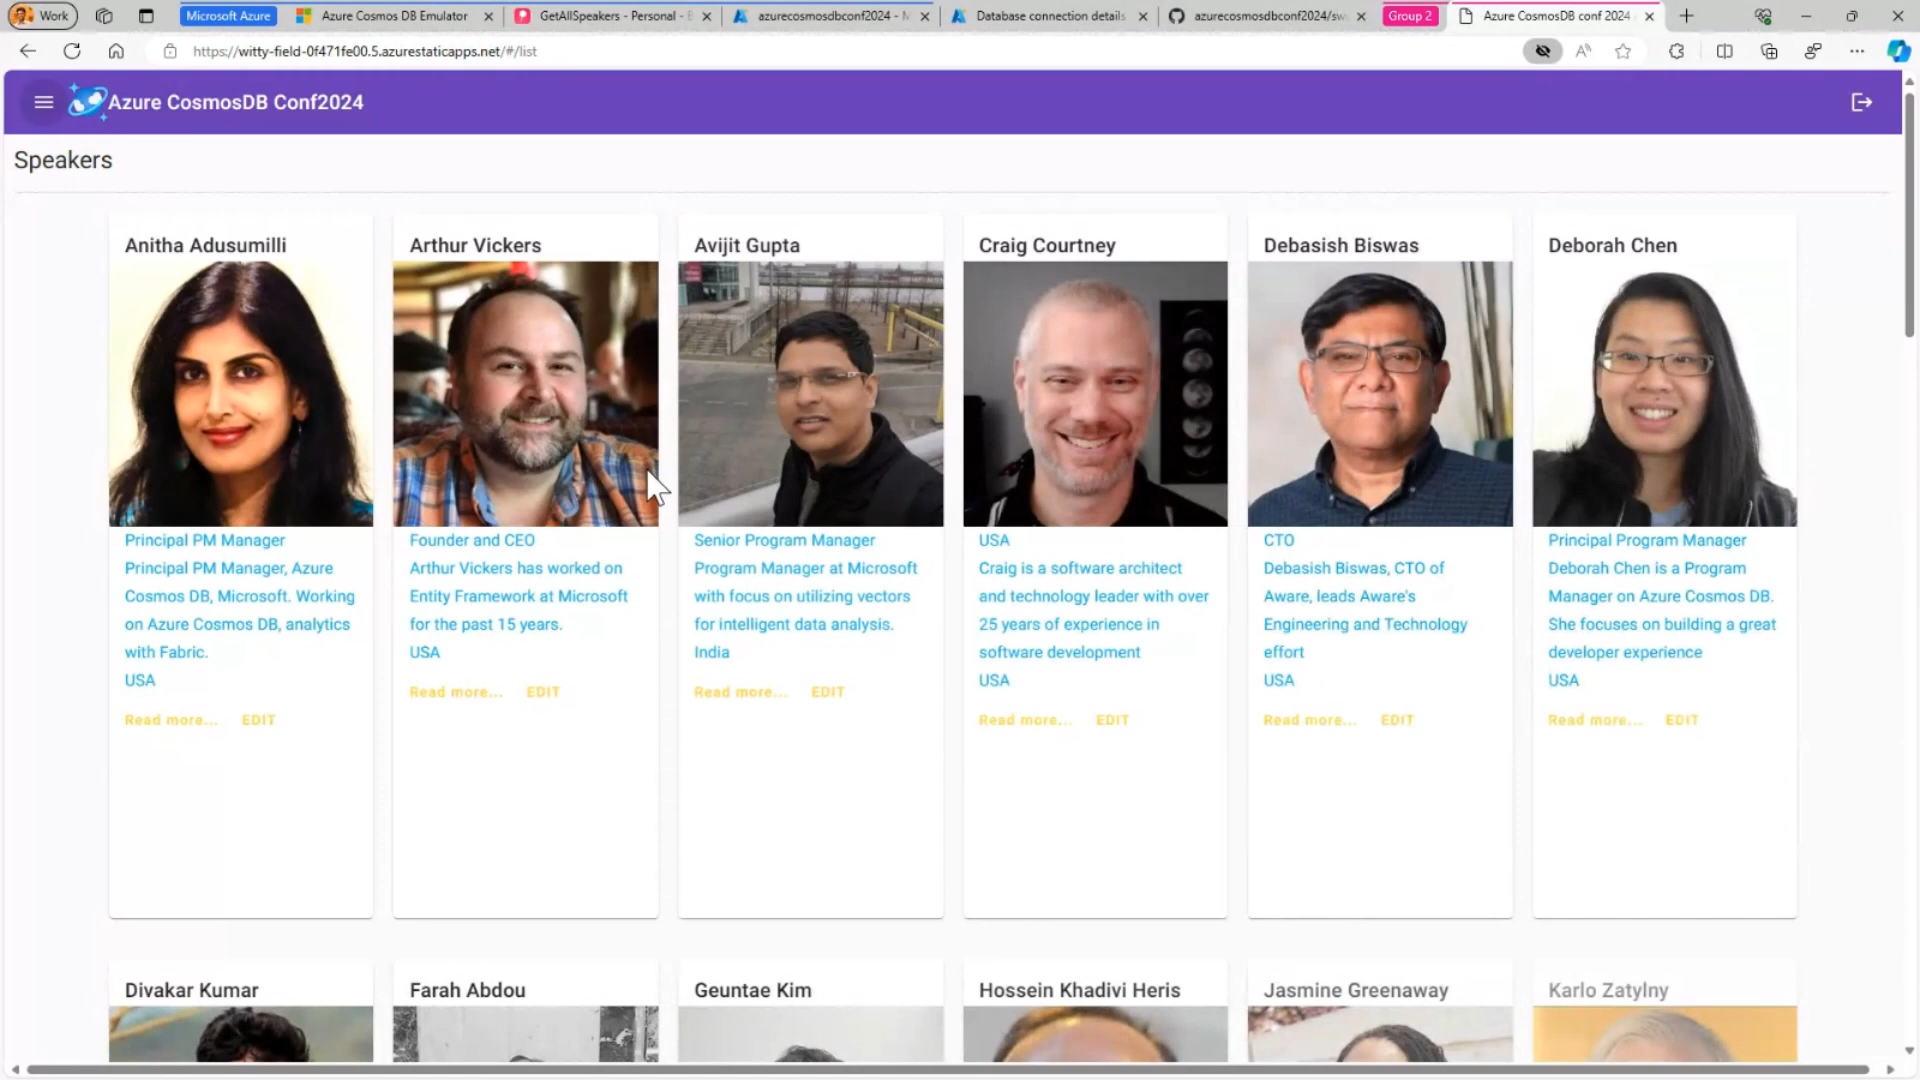 Work
Microsoft Azure
Azure Cosmos DB Emulator
GetAllSpeakers - Personal -
azurecosmosdbconf2024 -
Database connection details
azurecosmosdbconf2024/sw
Group 2
Azure CosmosDB conf 2024
https://witty-field-0f471fe00.5.azurestaticapps.net/#/list
Azure CosmosDB Conf2024
Speakers
Anitha Adusumilli
Principal PM Manager
Principal PM Manager, Azure
Cosmos DB, Microsoft. Working
on Azure Cosmos DB, analytics
with Fabric.
USA
Read more... EDIT
Arthur Vickers
Founder and CEO
Arthur Vickers has worked on
Entity Framework at Microsoft
for the past 15 years.
USA
Read more... EDIT
Avijit Gupta
Senior Program Manager
Program Manager at Microsoft
with focus on utilizing vectors
for intelligent data analysis.
India
Read more... EDIT
Craig Courtney
USA
Craig is a software architect
and technology leader with over
25 years of experience in
software development
USA
Read more... EDIT
Debasish Biswas
CTO
Debasish Biswas, CTO of
Aware, leads Aware's
Engineering and Technology
effort
USA
Read more... EDIT
Deborah Chen
Principal Program Manager
Deborah Chen is a Program
Manager on Azure Cosmos DB.
She focuses on building a great
developer experience
USA
Read more... EDIT
Divakar Kumar
Farah Abdou
Geuntae Kim
Hossein Khadivi Heris
Jasmine Greenaway
Karlo Zatylny